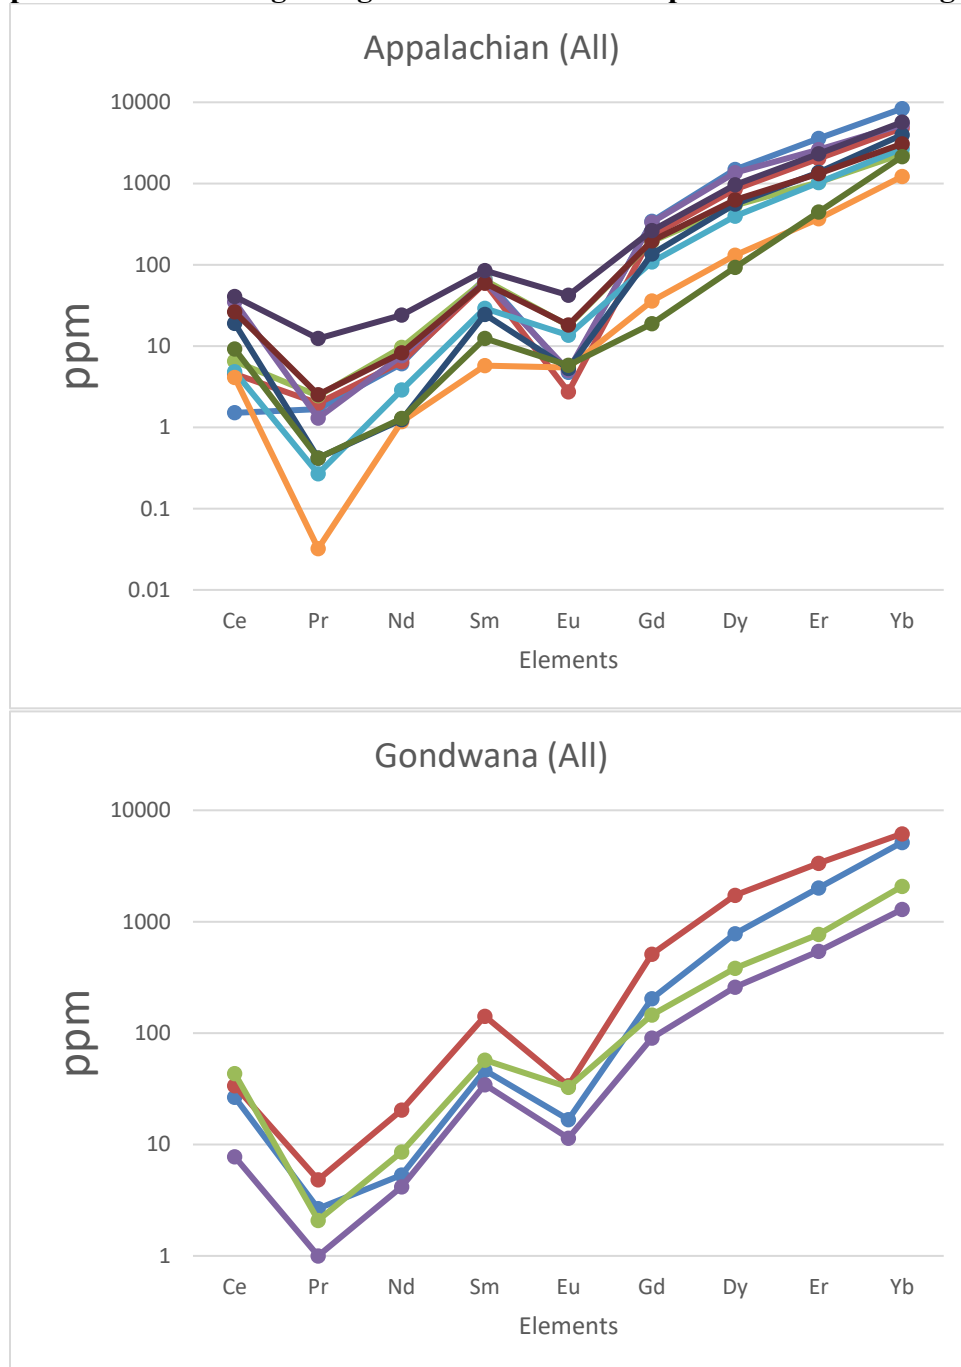 Appalachian (All)
10000
1000
100
10
1
0.1
0.01
ppm
Ce Pr Nd Sm Eu Gd Dy Er Yb
Elements
Gondwana (All)
10000
1000
100
10
1
ppm
Ce Pr Nd Sm Eu Gd Dy Er Yb
Elements